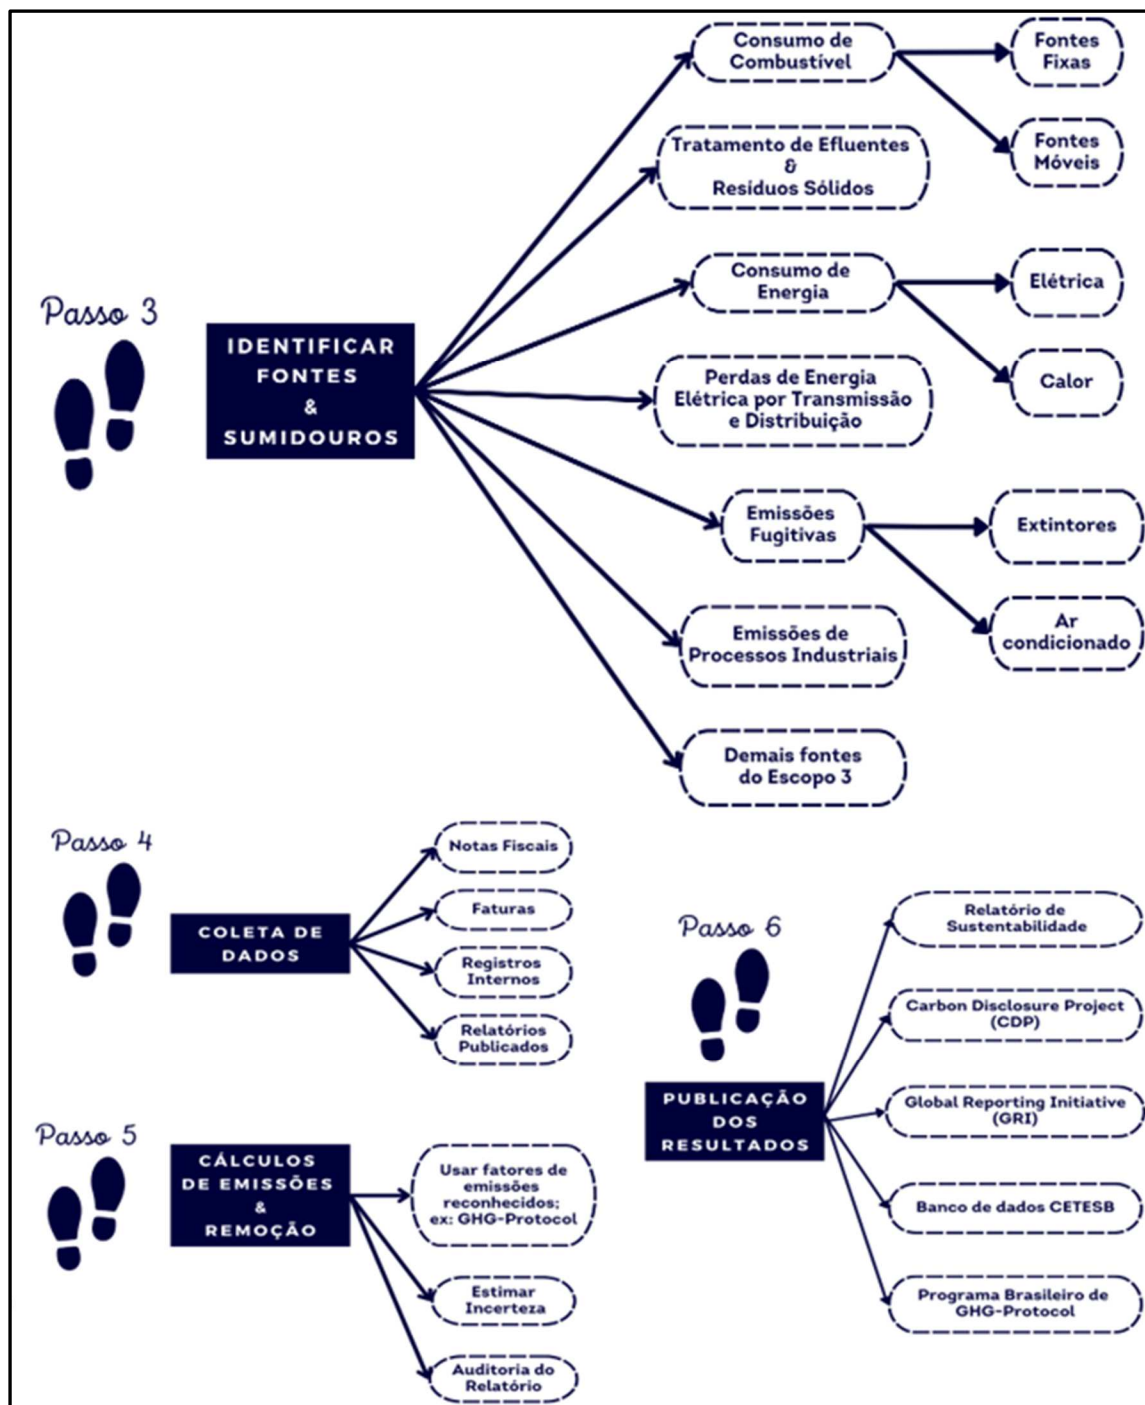 Passo 3
IDENTIFICAR
FONTES
&
SUMIDOUROS
Consumo de
Combustível
Fontes
Fixas
Fontes
Móveis
Tratamento de Efluentes
&
Resíduos Sólidos
Consumo de
Energia
Elétrica
Calor
Perdas de Energia
Elétrica por Transmissão
e Distribuição
Emissões
Fugitivas
Extintores
Ar
condicionado
Emissões de
Processos Industriais
Demais fontes
do Escopo 3
Passo 4
COLETA DE
DADOS
Notas Fiscais
Faturas
Registros
Internos
Relatórios
Publicados
Passo 5
CÁLCULOS
DE EMISSÕES
&
REMOÇÃO
Usar fatores de
emissões
reconhecidos;
ex: GHG-Protocol
Estimar
Incerteza
Auditoria do
Relatório
Passo 6
PUBLICAÇÃO
DOS
RESULTADOS
Relatório de
Sustentabilidade
Carbon Disclosure Project
(CDP)
Global Reporting Initiative
(GRI)
Banco de dados CETESB
Programa Brasileiro de
GHG-Protocol